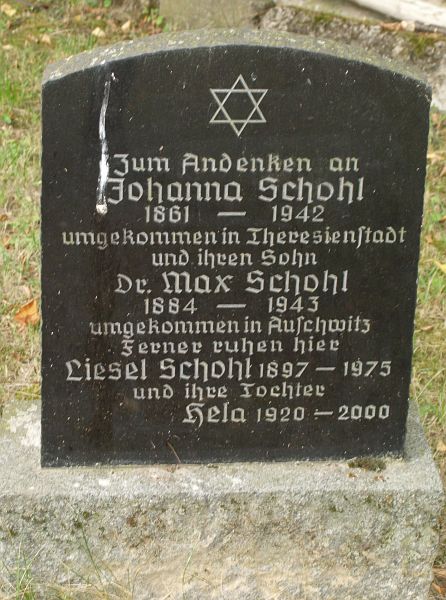 Zum Andenken an
Johanna Schohl
1861 — 1942
umgekommen in Theresienſtadt
und ihren Sohn
Dr. Max Schohl
1884 — 1943
umgekommen in Auſchwitz
Ferner ruhen hier
Liesel Schohl 1897 — 1975
und ihre Tochter
Hela 1920 — 2000